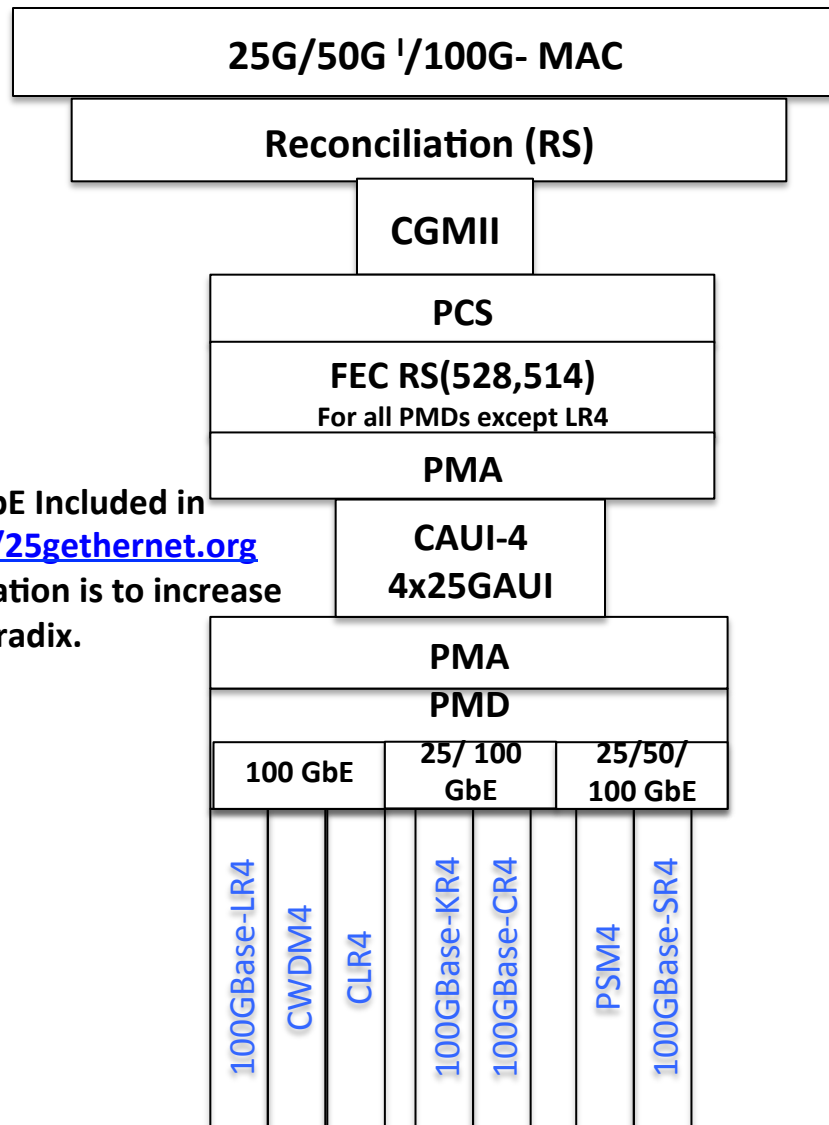 25G/50G ᴵ/100G- MAC
Reconciliation (RS)
CGMII
PCS
FEC RS(528,514)
For all PMDs except LR4
PMA
bE Included in
/25gethernet.org
ation is to increase
radix.
CAUI-4
4x25GAUI
PMA
PMD
100 GbE
25/ 100
GbE
25/50/
100 GbE
100GBase-LR4
CWDM4
CLR4
100GBase-KR4
100GBase-CR4
PSM4
100GBase-SR4